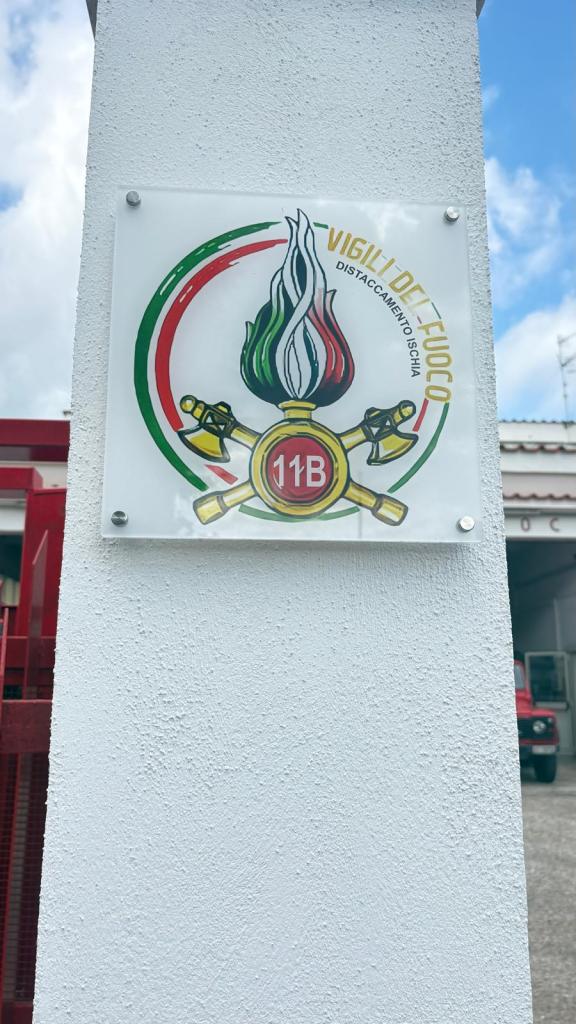 VIGILI DEL FUOCO
DISTACCAMENTO ISCHIA
11B
O C